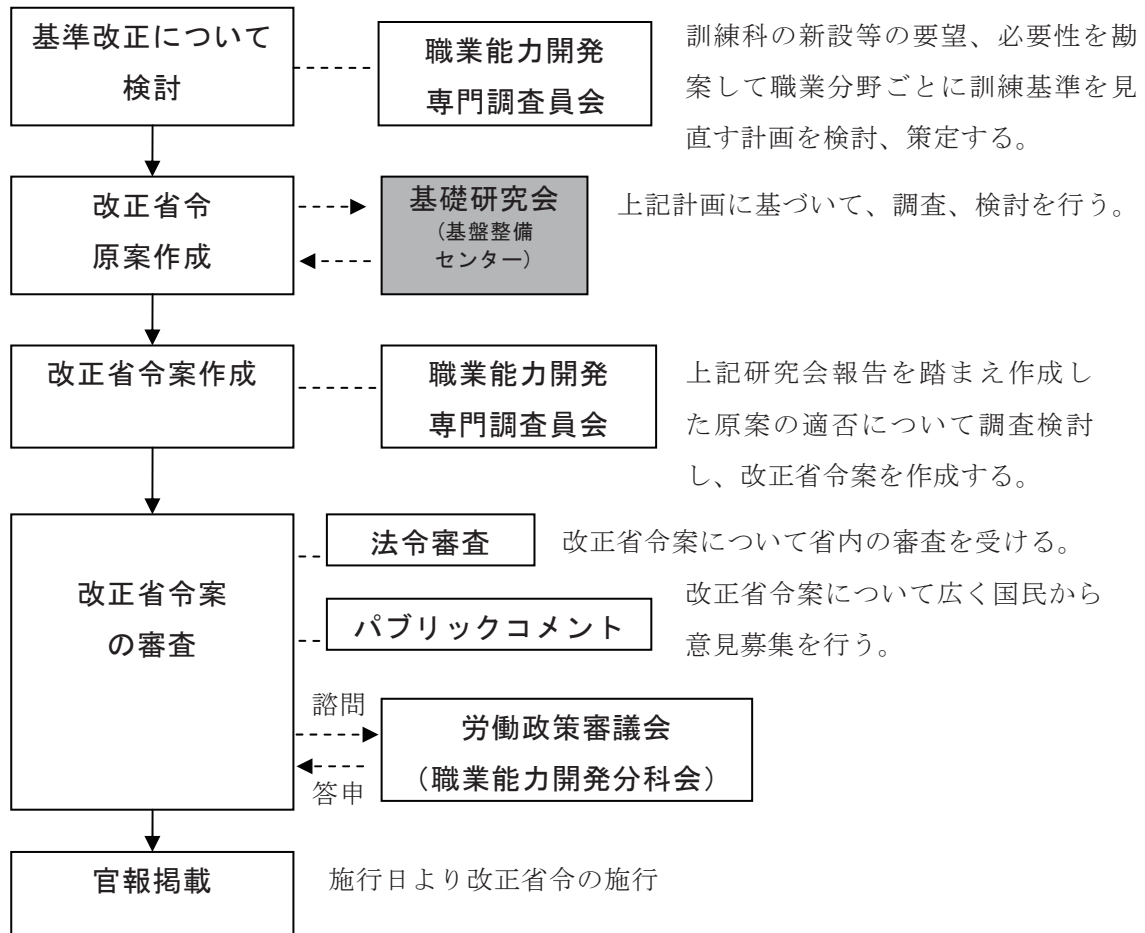 基準改正について
検討
職業能力開発
専門調査員会
訓練科の新設等の要望、必要性を勘
案して職業分野ごとに訓練基準を見
直す計画を検討、策定する。
改正省令
原案作成
基礎研究会
(基盤整備
センター)
上記計画に基づいて、調査、検討を行う。
改正省令案作成
職業能力開発
専門調査員会
上記研究会報告を踏まえ作成し
た原案の適否について調査検討
し、改正省令案を作成する。
改正省令案
の審査
法令審査
改正省令案について省内の審査を受ける。
パブリックコメント
改正省令案について広く国民から
意見募集を行う。
諮問
答申
労働政策審議会
（職業能力開発分科会）
官報掲載
施行日より改正省令の施行